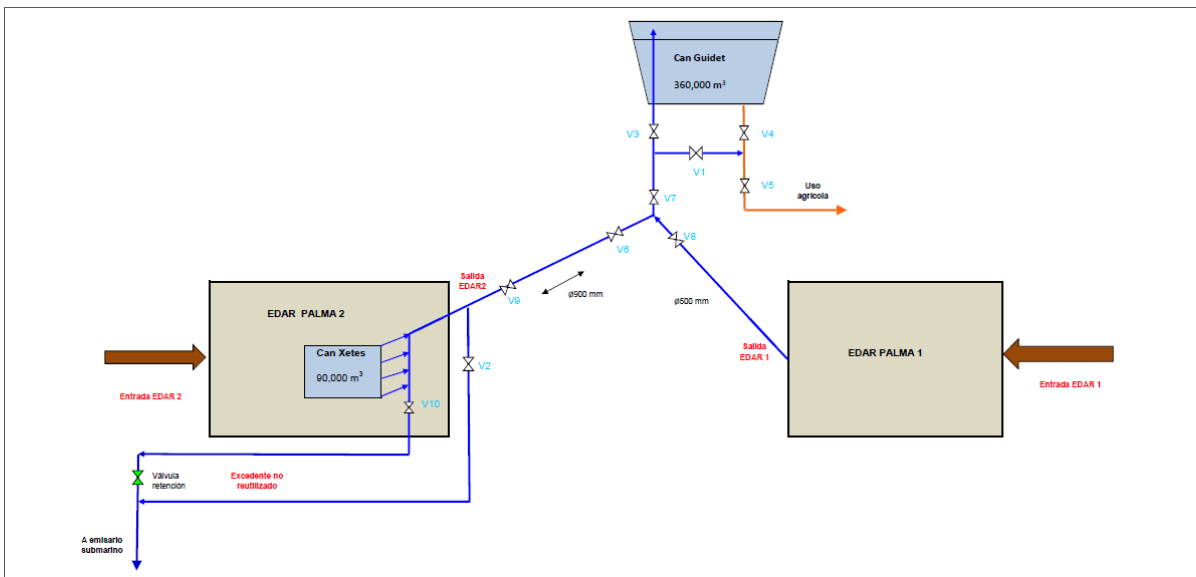 Can Guidet
360,000 m³
V3
V4
V1
V5
Uso
agrícola
V7
V8
V6
Salida
EDAR2
V9
Ø900 mm
Ø500 mm
EDAR PALMA 2
Can Xetes
90,000 m³
V2
V10
Entrada EDAR 2
Salida
EDAR 1
EDAR PALMA 1
Entrada EDAR 1
Válvula
retención
Excedente no
reutilizado
A emisario
submarino